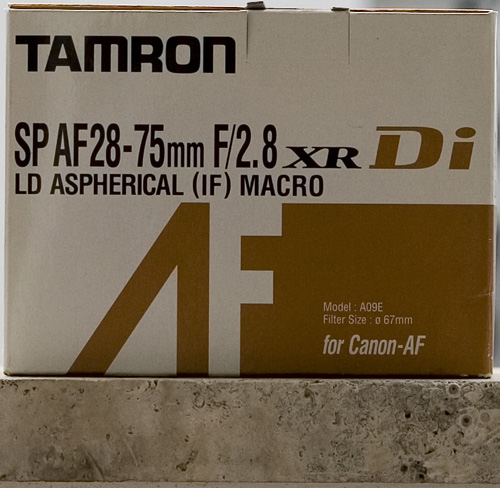 TAMRON
SP AF28-75mm F/2.8 XR Di
LD ASPHERICAL (IF) MACRO
AF
Model : A09E
Filter Size : ø 67mm
for Canon-AF